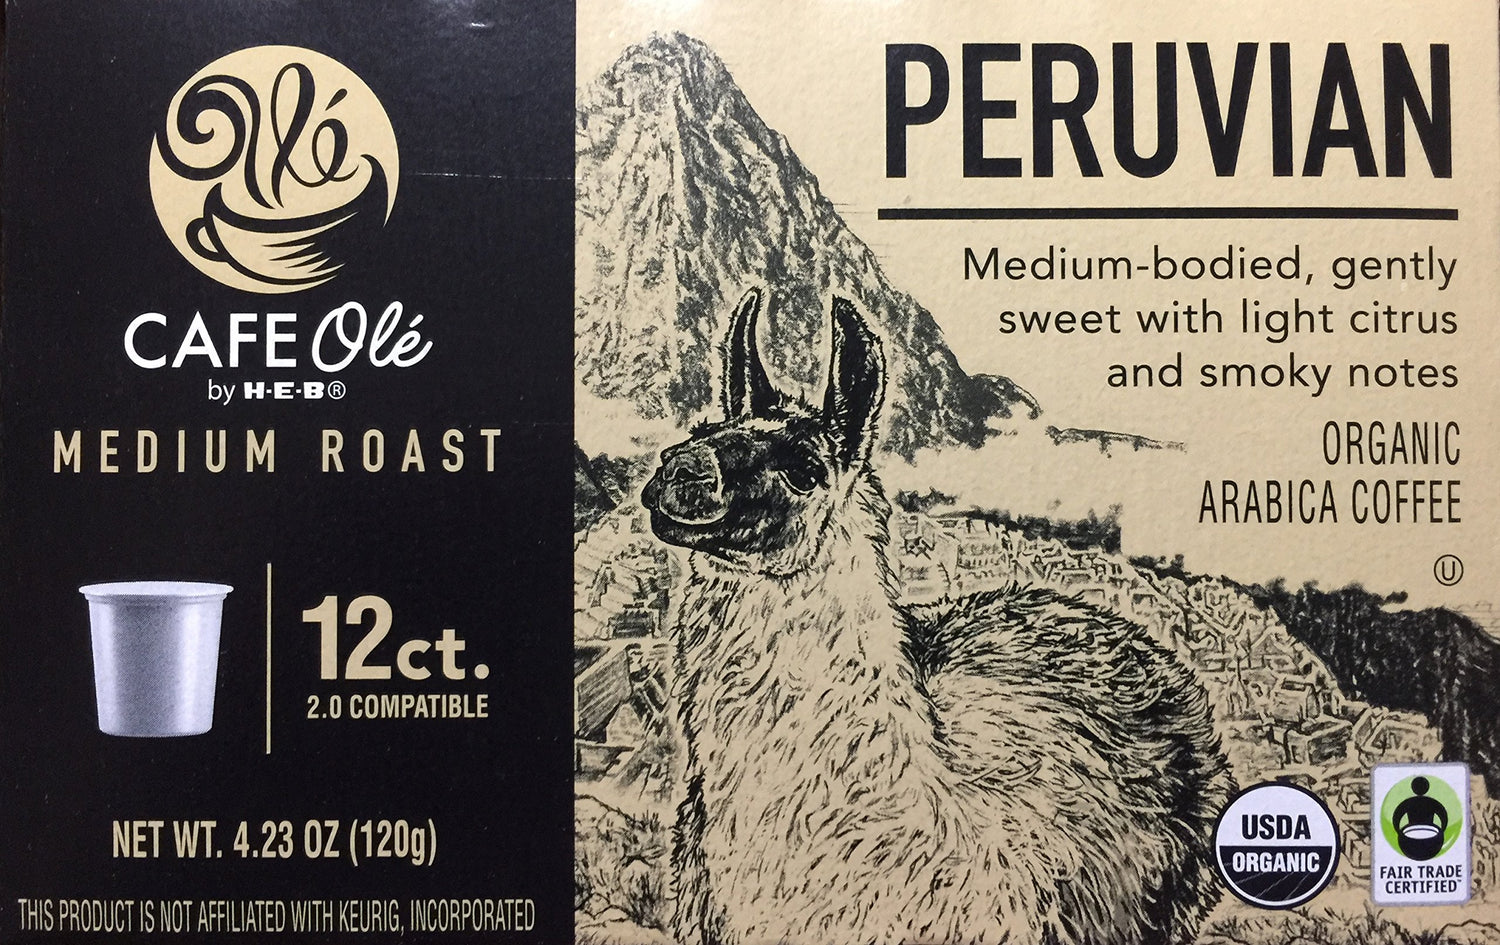 Olé
CAFE Olé
by H-E-B®
MEDIUM ROAST
12ct.
2.0 COMPATIBLE
NET WT. 4.23 OZ (120g)
THIS PRODUCT IS NOT AFFILIATED WITH KEURIG, INCORPORATED
PERUVIAN
Medium-bodied, gently
sweet with light citrus
and smoky notes
ORGANIC
ARABICA COFFEE
U
USDA
ORGANIC
FAIR TRADE
CERTIFIED™